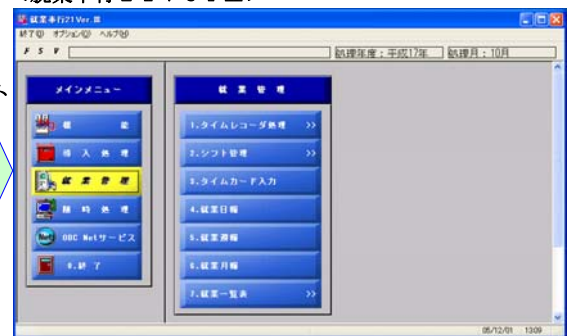 就業奉行21Ver.Ⅲ
終了(X) オプション(O) ヘルプ(H)
F S V
処理年度:平成17年 処理月:10月
メインメニュー
就 業 管 理
1.タイムレコーダ処理 >>
導 入 処 理
2.シフト管理 >>
就 業 管 理
3.タイムカード入力
随 時 処 理
4.就業日報
OBC Netサービス
5.就業週報
9.終 了
6.就業月報
7.就業一覧表 >>
05/12/01 13:09